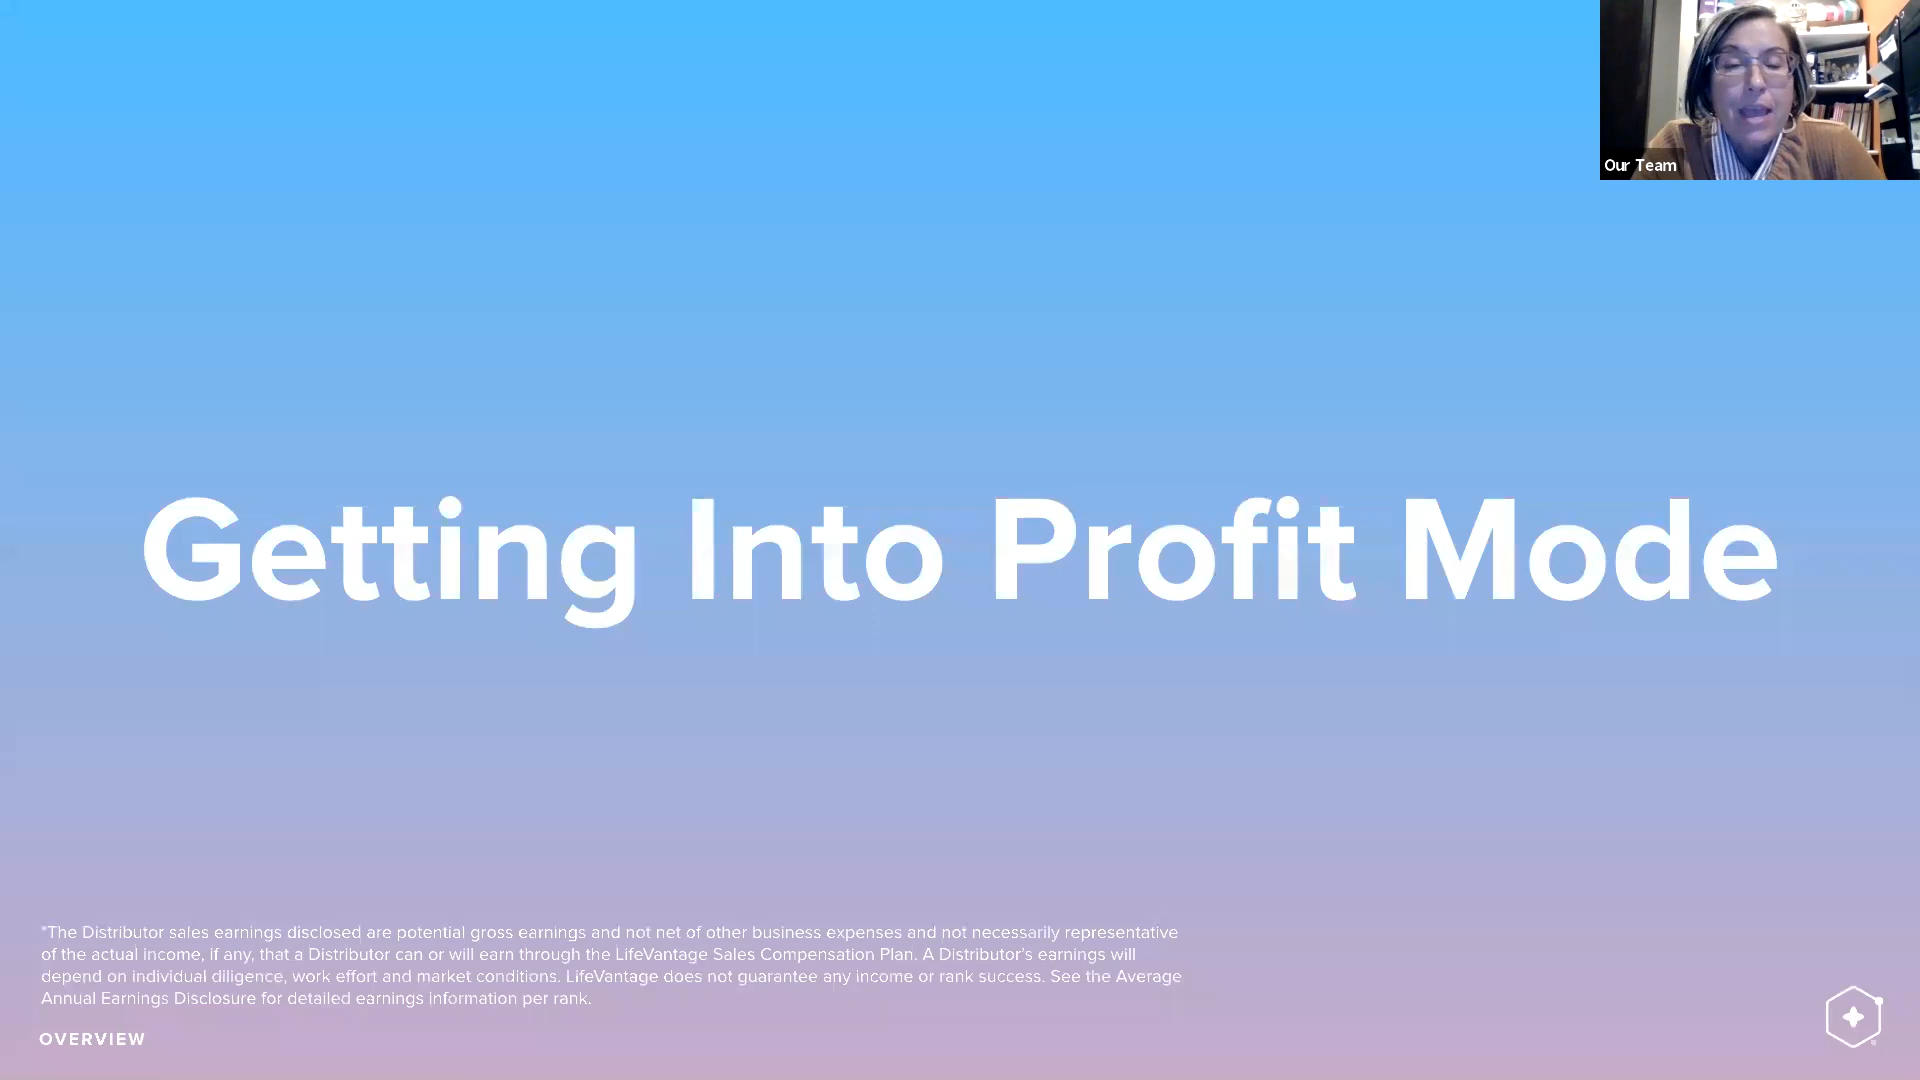 Our Team
Getting Into Profit Mode
*The Distributor sales earnings disclosed are potential gross earnings and not net of other business expenses and not necessarily representative
of the actual income, if any, that a Distributor can or will earn through the LifeVantage Sales Compensation Plan. A Distributor's earnings will
depend on individual diligence, work effort and market conditions. LifeVantage does not guarantee any income or rank success. See the Average
Annual Earnings Disclosure for detailed earnings information per rank.
OVERVIEW